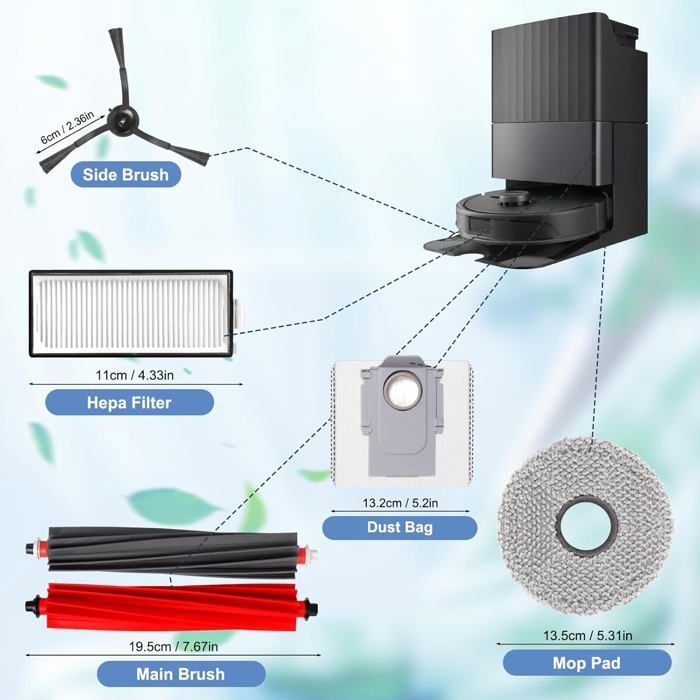 6cm / 2.36in
Side Brush
11cm / 4.33in
Hepa Filter
13.2cm / 5.2in
Dust Bag
19.5cm / 7.67in
Main Brush
13.5cm / 5.31in
Mop Pad